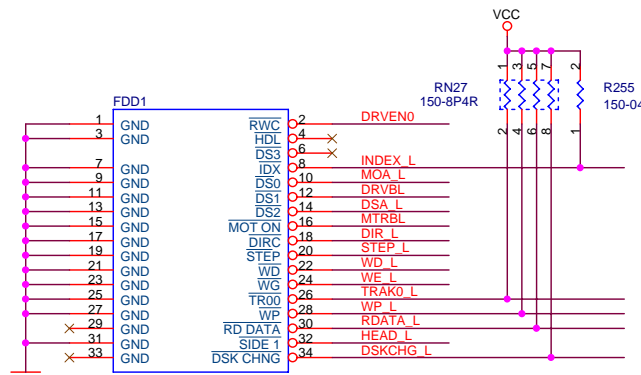 VCC
1 3 5 7 2
RN27
150-8P4R
R255
150-04
2 4 6 8 1
FDD1
1 GND RWC 2 DRVEN0
3 GND HDL 4
DS3 6
7 GND IDX 8 INDEX_L
9 GND DS0 10 MOA_L
11 GND DS1 12 DRVBL
13 GND DS2 14 DSA_L
15 GND MOT ON 16 MTRBL
17 GND DIRC 18 DIR_L
19 GND STEP 20 STEP_L
21 GND WD 22 WD_L
23 GND WG 24 WE_L
25 GND TR00 26 TRAK0_L
27 GND WP 28 WP_L
29 GND RD DATA 30 RDATA_L
31 GND SIDE 1 32 HEAD_L
33 GND DSK CHNG 34 DSKCHG_L